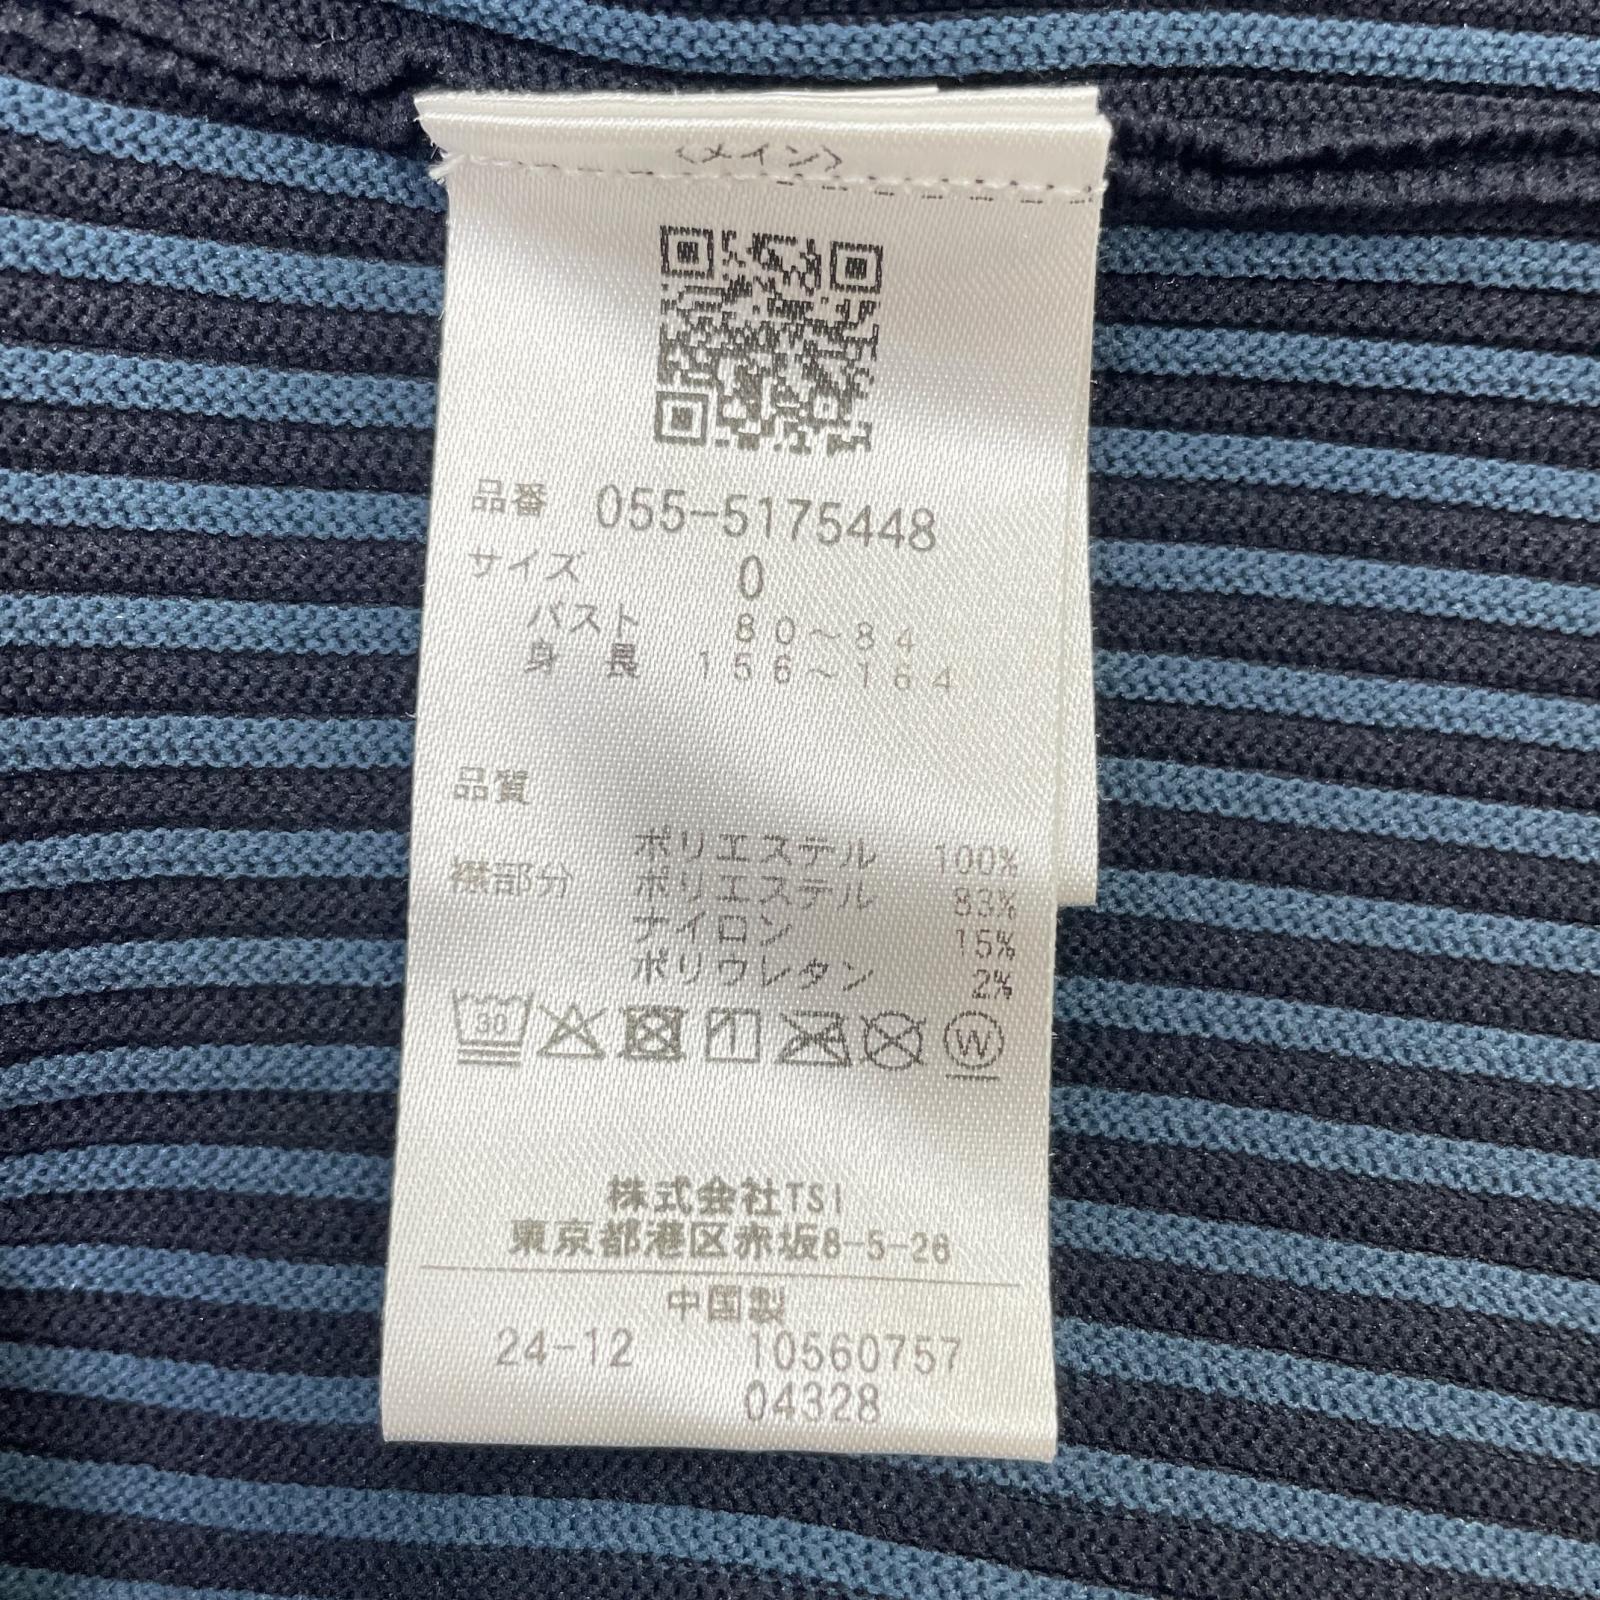 〈メイン〉
品番 055-5175448
サイズ 0
バスト 80～84
身長 156～164
品質
ポリエステル 100%
襟部分 ポリエステル 83%
ナイロン 15%
ポリウレタン 2%
30
W
株式会社TSI
東京都港区赤坂8-5-26
中国製
24-12 10560757
04328